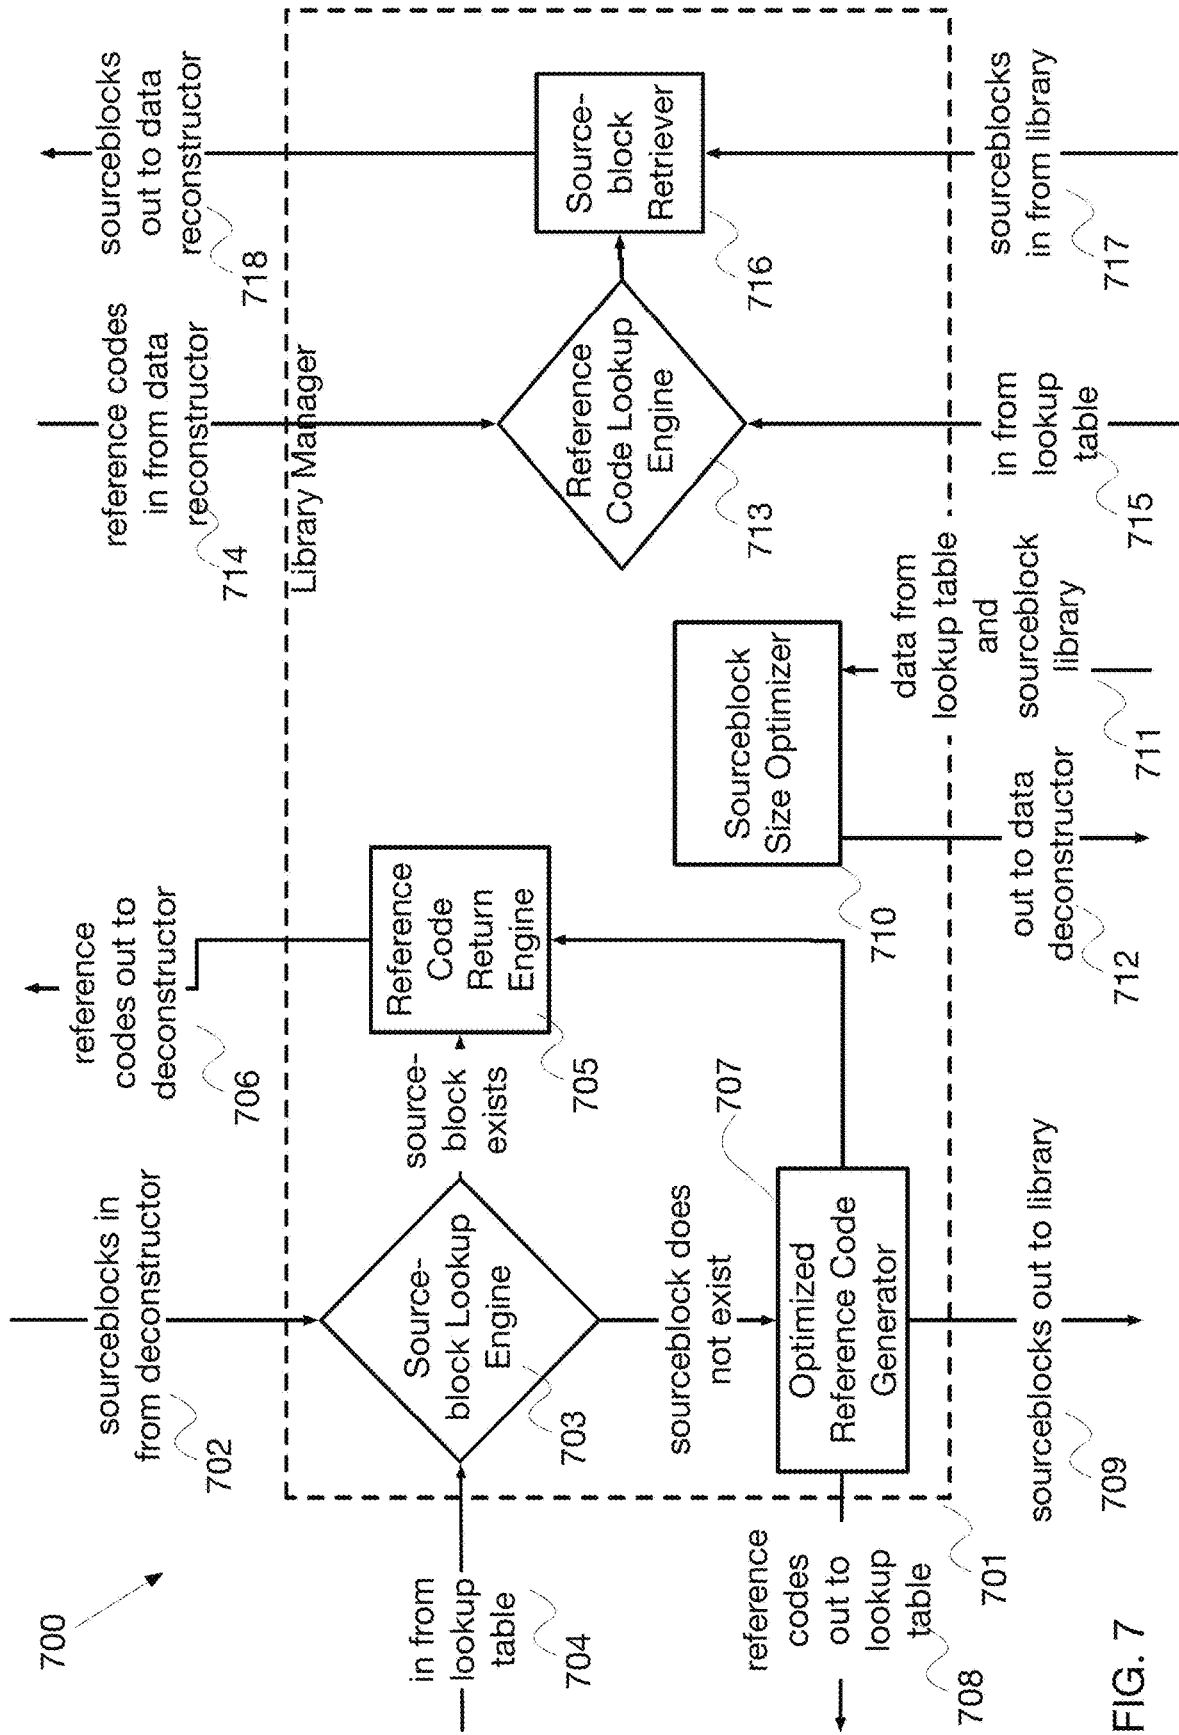 700
sourceblocks in
from deconstructor
702
reference
codes out to
deconstructor
706
reference codes
in from data
reconstructor
714
sourceblocks
out to data
reconstructor
718
Library Manager
in from
lookup
table
704
Source-
block Lookup
Engine
703
source-
block
exists
Reference
Code
Return
Engine
705
sourceblock does
not exist
707
Optimized
Reference Code
Generator
reference
codes
out to
lookup
table
708
701
sourceblocks out to library
709
Sourceblock
Size Optimizer
710
data from
lookup table
and
sourceblock
library
711
out to data
deconstructor
712
Reference
Code Lookup
Engine
713
in from
lookup
table
715
Source-
block
Retriever
716
sourceblocks
in from library
717
FIG. 7